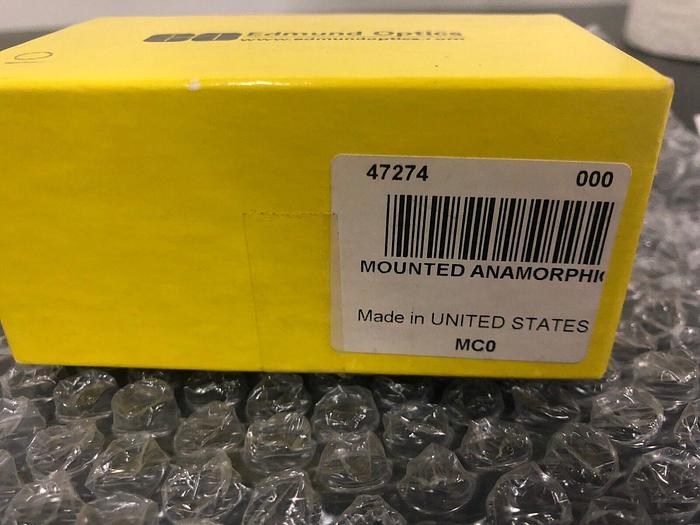 Edmund Optics
www.edmundoptics.com
47274 000
MOUNTED ANAMORPHI
Made in UNITED STATES
MC0